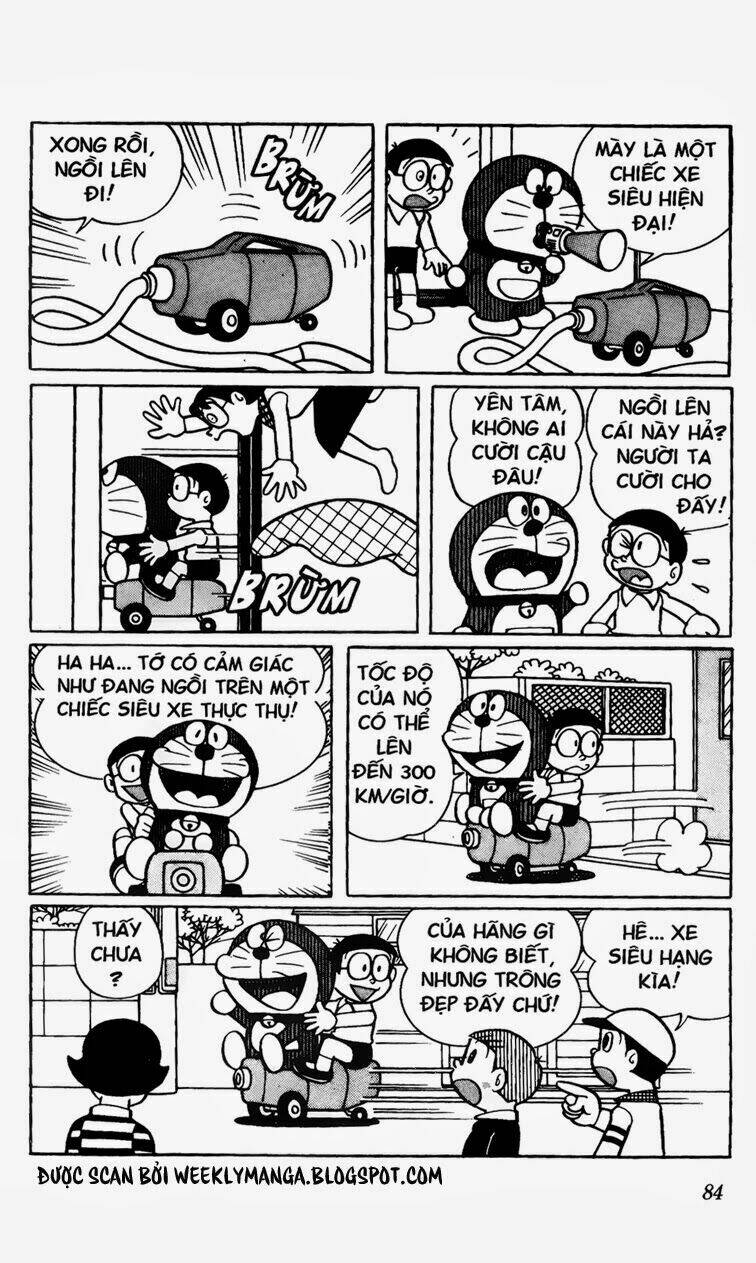 MÀY LÀ MỘT
CHIẾC XE
SIÊU HIỆN
ĐẠI!
XONG RỒI,
NGỒI LÊN
ĐI!
BRỪM
NGỒI LÊN
CÁI NÀY HẢ?
NGƯỜI TA
CƯỜI CHO
ĐẤY!
YÊN TÂM,
KHÔNG AI
CƯỜI CẬU
ĐÂU!
BRỪM
TỐC ĐỘ
CỦA NÓ
CÓ THỂ
LÊN
ĐẾN 300
KM/GIỜ.
HA HA... TỚ CÓ CẢM GIÁC
NHƯ ĐANG NGỒI TRÊN MỘT
CHIẾC SIÊU XE THỰC THỤ!
HÊ... XE
SIÊU HẠNG
KÌA!
CỦA HÃNG GÌ
KHÔNG BIẾT,
NHƯNG TRÔNG
ĐẸP ĐẤY CHỨ!
THẤY
CHƯA
?
ĐƯỢC SCAN BỞI WEEKLYMANGA.BLOGSPOT.COM
84